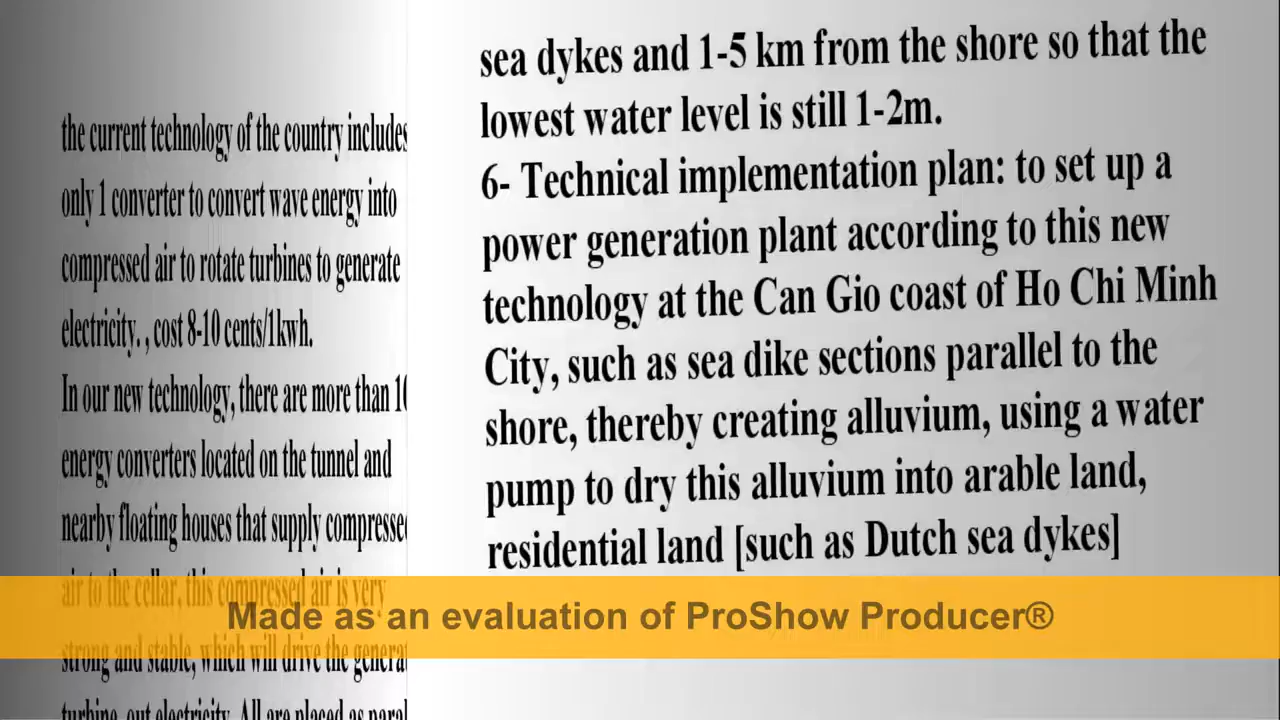 the current technology of the country includes
only 1 converter to convert wave energy into
compressed air to rotate turbines to generate
electricity. , cost 8-10 cents/1kwh.
In our new technology, there are more than
energy converters located on the tunnel and
nearby floating houses that supply
air to the cellar. this compressed air is very
strong and stable, which will drive the
turbine, out electricity. All are placed as
sea dykes and 1-5 km from the shore so that the
lowest water level is still 1-2m.
6- Technical implementation plan: to set up a
power generation plant according to this new
technology at the Can Gio coast of Ho Chi Minh
City, such as sea dike sections parallel to the
shore, thereby creating alluvium, using a water
pump to dry this alluvium into arable land,
residential land [such as Dutch sea dykes]
Made as an evaluation of ProShow Producer®